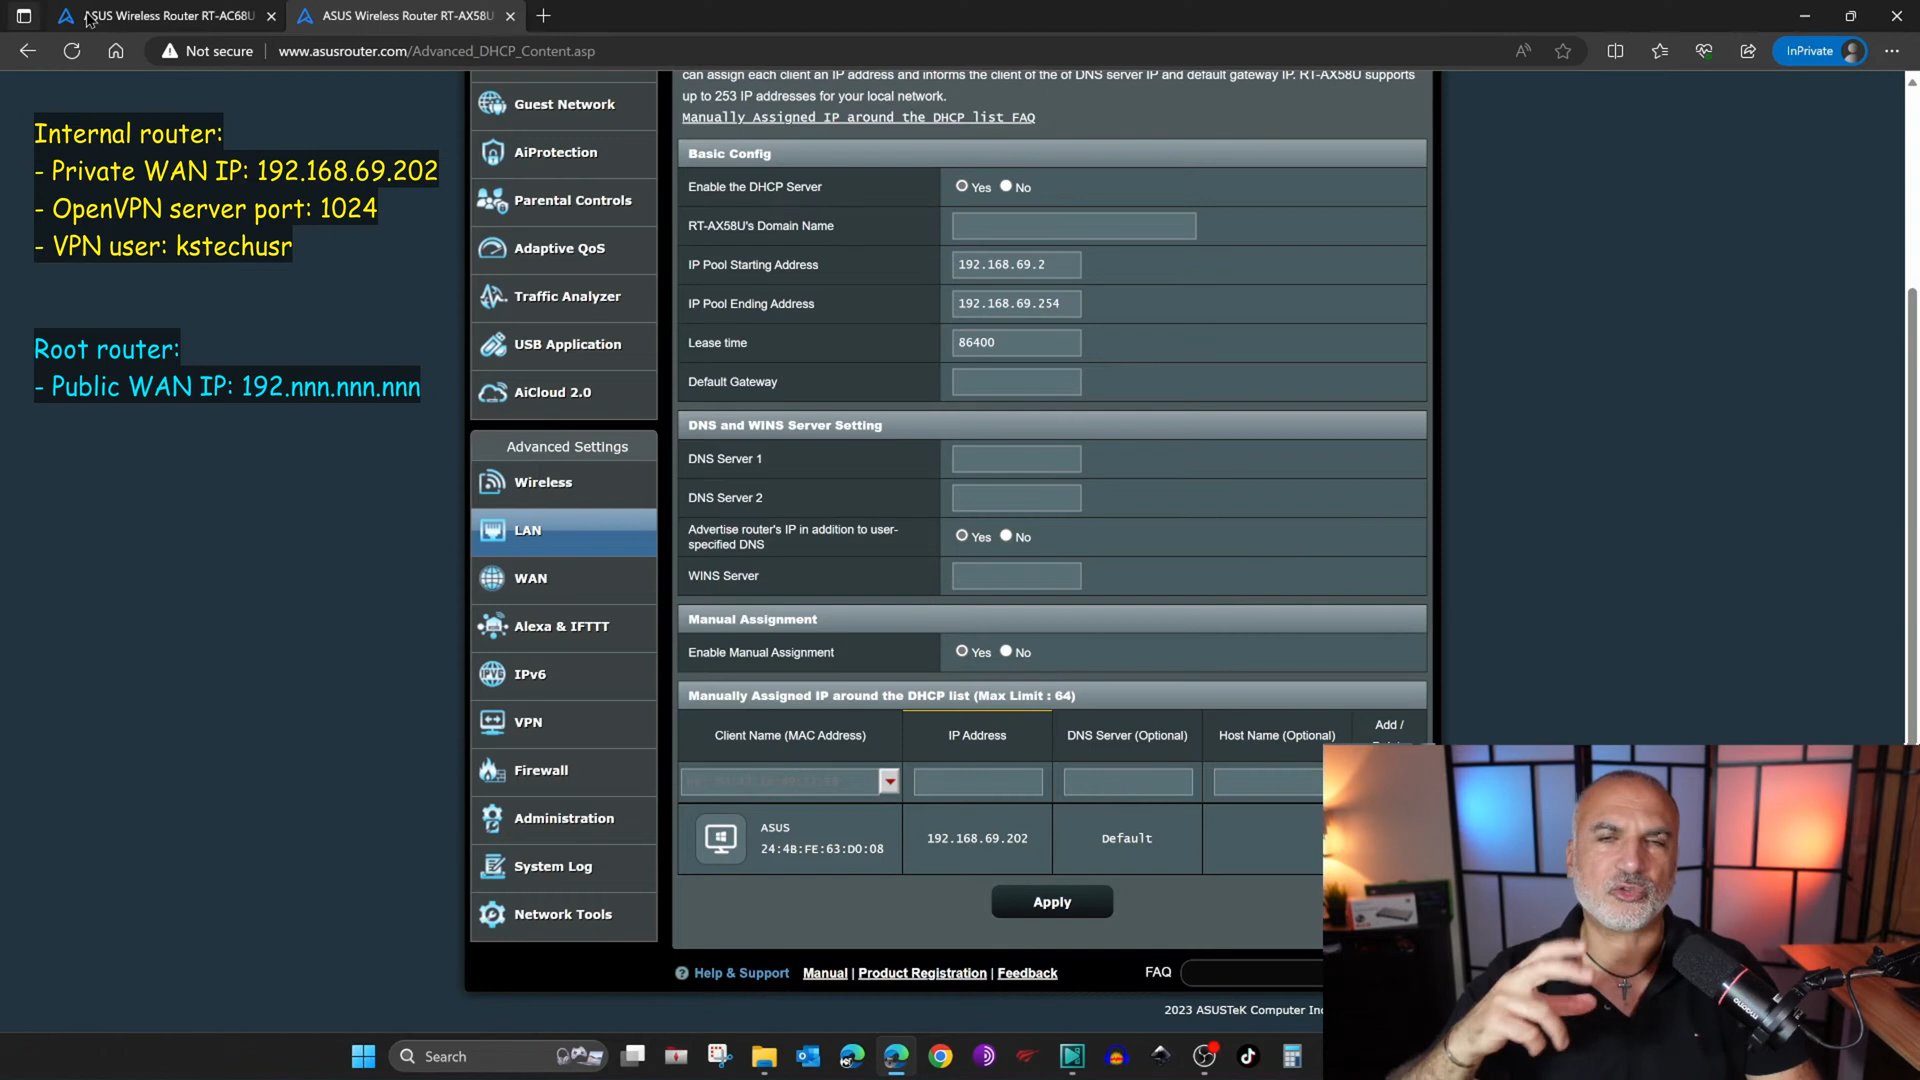 ASUS Wireless Router RT-AC68U
ASUS Wireless Router RT-AX58U
Not secure
www.asusrouter.com/Advanced_DHCP_Content.asp
InPrivate
Internal router:
- Private WAN IP: 192.168.69.202
- OpenVPN server port: 1024
- VPN user: kstechusr
Root router:
- Public WAN IP: 192.nnn.nnn.nnn
Guest Network
AiProtection
Parental Controls
Adaptive QoS
Traffic Analyzer
USB Application
AiCloud 2.0
Advanced Settings
Wireless
LAN
WAN
Alexa & IFTTT
IPv6
VPN
Firewall
Administration
System Log
Network Tools
can assign each client an IP address and informs the client of the of DNS server IP and default gateway IP. RT-AX58U supports
up to 253 IP addresses for your local network.
Manually Assigned IP around the DHCP list FAQ
Basic Config
Enable the DHCP Server Yes No
RT-AX58U's Domain Name
IP Pool Starting Address 192.168.69.2
IP Pool Ending Address 192.168.69.254
Lease time 86400
Default Gateway
DNS and WINS Server Setting
DNS Server 1
DNS Server 2
Advertise router's IP in addition to user-
specified DNS Yes No
WINS Server
Manual Assignment
Enable Manual Assignment Yes No
Manually Assigned IP around the DHCP list (Max Limit : 64)
Client Name (MAC Address) IP Address DNS Server (Optional) Host Name (Optional) Add /
ASUS
24:4B:FE:63:D0:08 192.168.69.202 Default
Apply
Help & Support Manual | Product Registration | Feedback FAQ
2023 ASUSTeK Computer Inc
Search